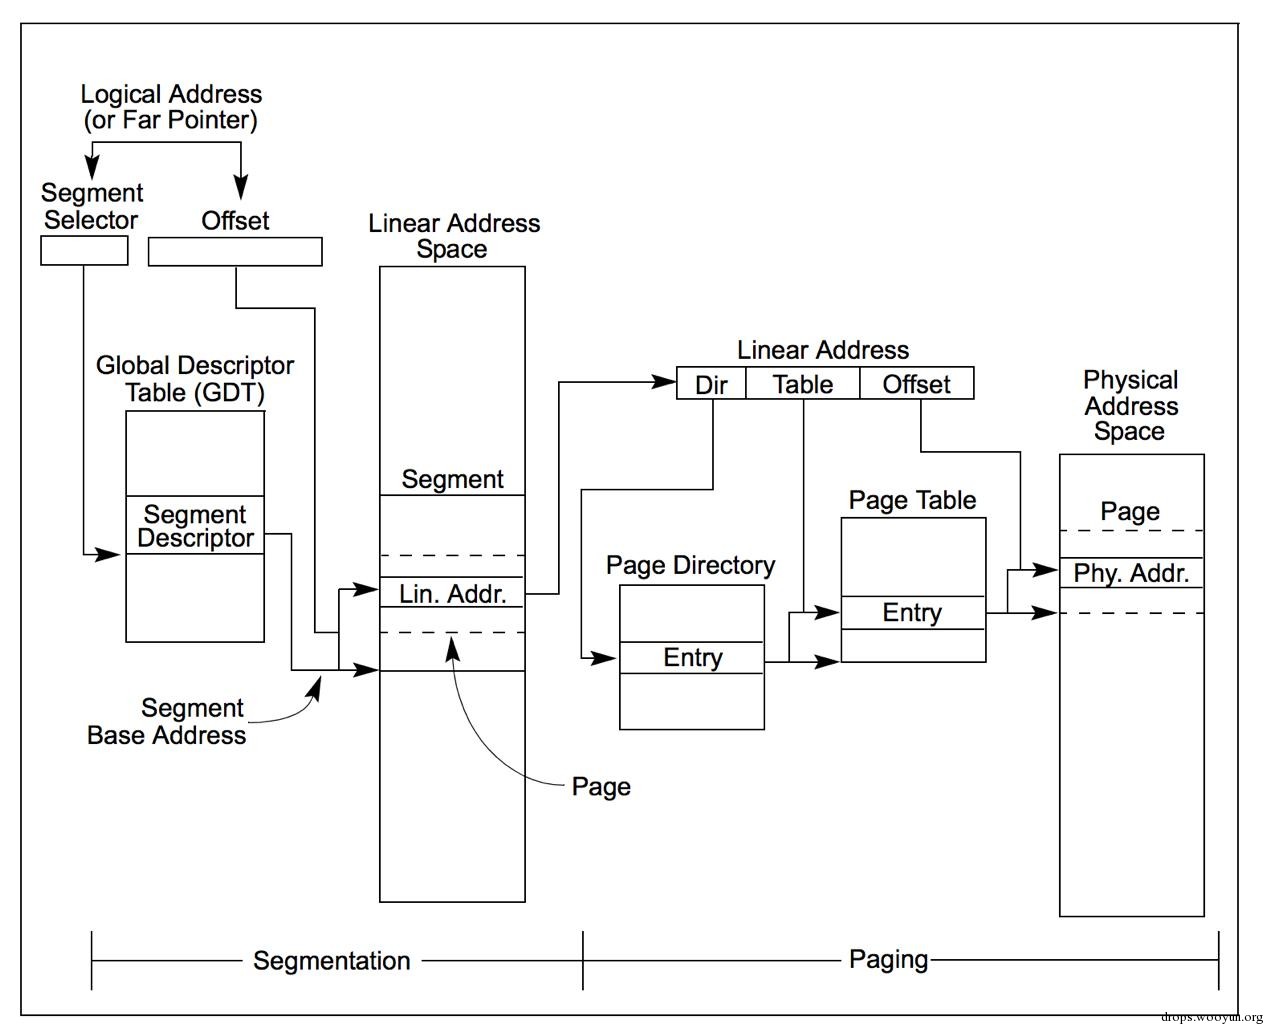 Logical Address
(or Far Pointer)
Segment
Selector
Offset
Linear Address
Space
Global Descriptor
Table (GDT)
Segment
Descriptor
Segment
Lin. Addr.
Segment
Base Address
Page
Linear Address
Dir
Table
Offset
Page Directory
Entry
Page Table
Entry
Physical
Address
Space
Page
Phy. Addr.
Segmentation
Paging
drops.wooyun.org